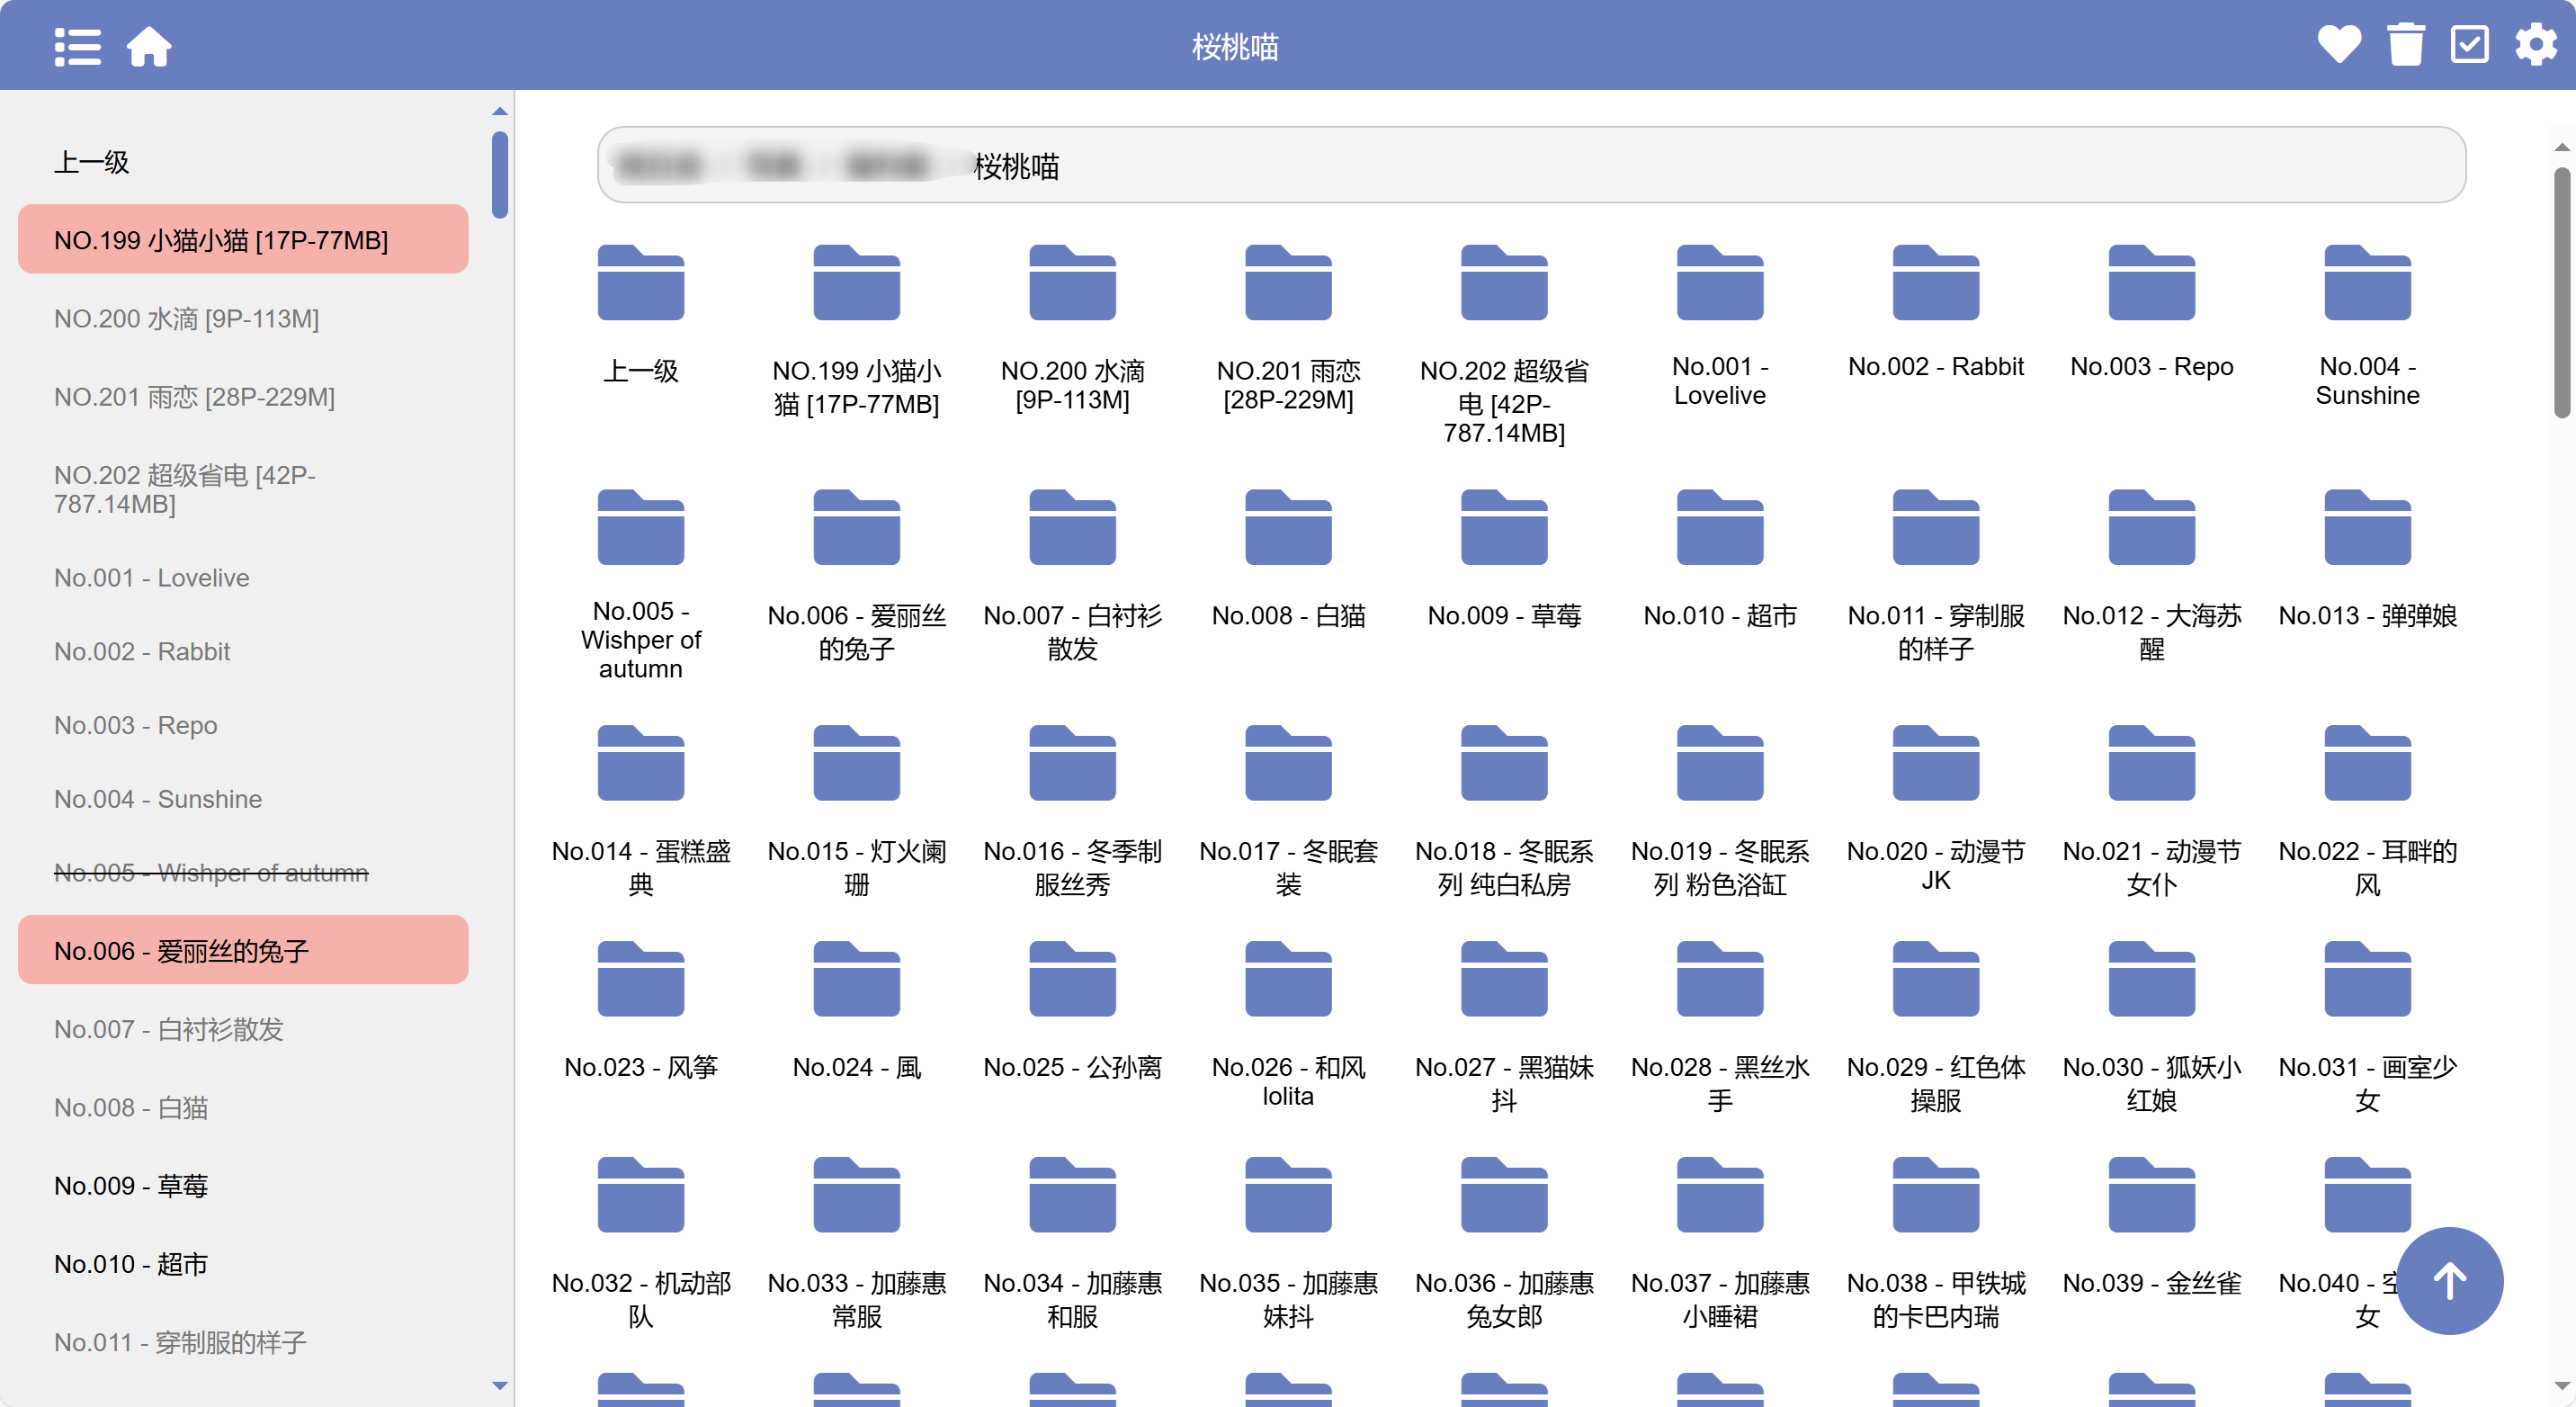 桜桃喵
上一级
NO.199 小猫小猫 [17P-77MB]
NO.200 水滴 [9P-113M]
NO.201 雨恋 [28P-229M]
NO.202 超级省电 [42P-
787.14MB]
No.001 - Lovelive
No.002 - Rabbit
No.003 - Repo
No.004 - Sunshine
No.005 - Wishper of autumn
No.006 - 爱丽丝的兔子
No.007 - 白衬衫散发
No.008 - 白猫
No.009 - 草莓
No.010 - 超市
No.011 - 穿制服的样子
桜桃喵
上一级
NO.199 小猫小
猫 [17P-77MB]
NO.200 水滴
[9P-113M]
NO.201 雨恋
[28P-229M]
NO.202 超级省
电 [42P-
787.14MB]
No.001 -
Lovelive
No.002 - Rabbit
No.003 - Repo
No.004 -
Sunshine
No.005 -
Wishper of
autumn
No.006 - 爱丽丝
的兔子
No.007 - 白衬衫
散发
No.008 - 白猫
No.009 - 草莓
No.010 - 超市
No.011 - 穿制服
的样子
No.012 - 大海苏
醒
No.013 - 弹弹娘
No.014 - 蛋糕盛
典
No.015 - 灯火阑
珊
No.016 - 冬季制
服丝秀
No.017 - 冬眠套
装
No.018 - 冬眠系
列 纯白私房
No.019 - 冬眠系
列 粉色浴缸
No.020 - 动漫节
JK
No.021 - 动漫节
女仆
No.022 - 耳畔的
风
No.023 - 风筝
No.024 - 風
No.025 - 公孙离
No.026 - 和风
lolita
No.027 - 黑猫妹
抖
No.028 - 黑丝水
手
No.029 - 红色体
操服
No.030 - 狐妖小
红娘
No.031 - 画室少
女
No.032 - 机动部
队
No.033 - 加藤惠
常服
No.034 - 加藤惠
和服
No.035 - 加藤惠
妹抖
No.036 - 加藤惠
兔女郎
No.037 - 加藤惠
小睡裙
No.038 - 甲铁城
的卡巴内瑞
No.039 - 金丝雀
No.040 -
女